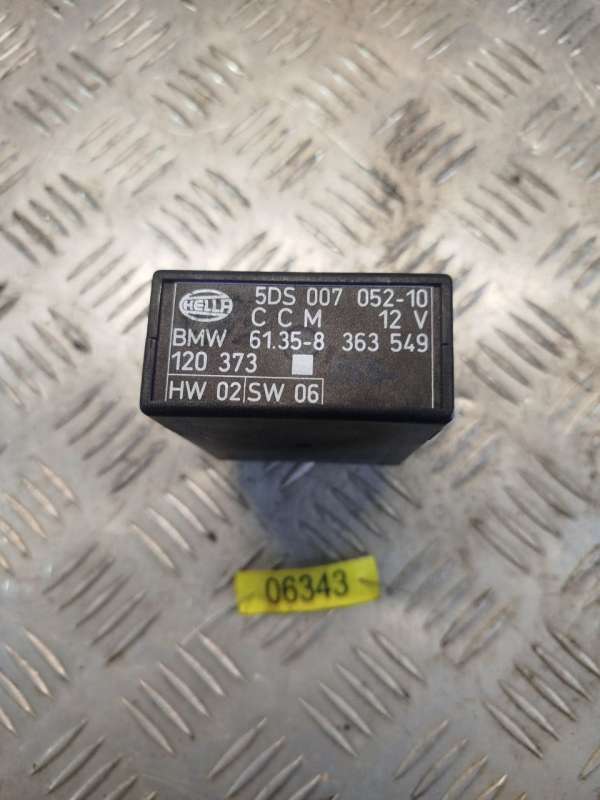 HELLA 5DS 007 052-10
C C M 12 V
BMW 61.35-8 363 549
120 373
HW 02 SW 06
06343